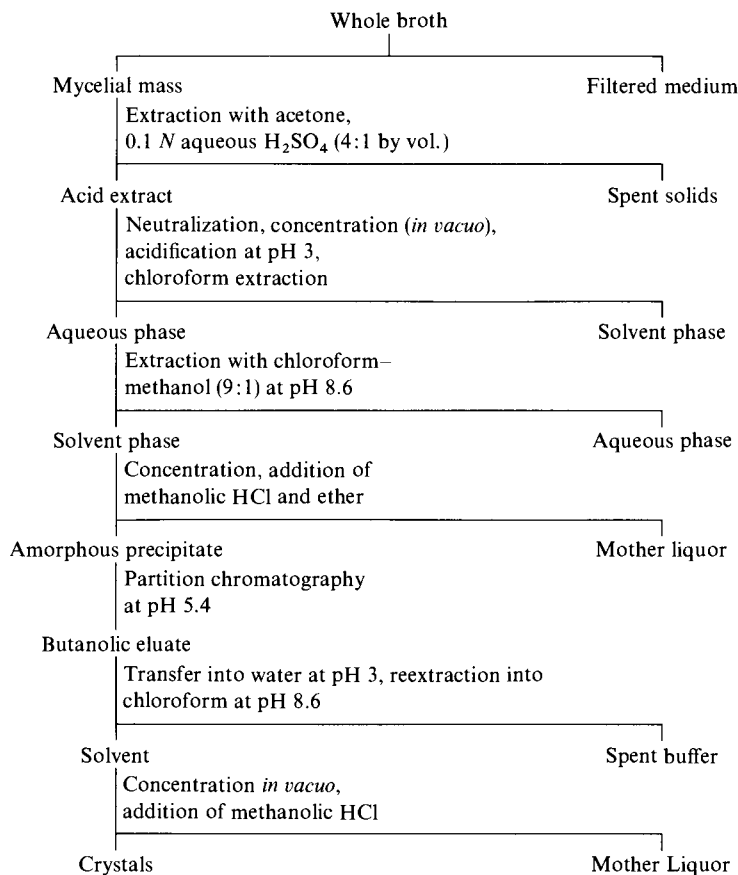 Whole broth
Mycelial mass
Filtered medium
Extraction with acetone,
0.1 N aqueous H₂SO₄ (4:1 by vol.)
Acid extract
Spent solids
Neutralization, concentration (in vacuo),
acidification at pH 3,
chloroform extraction
Aqueous phase
Solvent phase
Extraction with chloroform–
methanol (9:1) at pH 8.6
Solvent phase
Aqueous phase
Concentration, addition of
methanolic HCl and ether
Amorphous precipitate
Mother liquor
Partition chromatography
at pH 5.4
Butanolic eluate
Transfer into water at pH 3, reextraction into
chloroform at pH 8.6
Solvent
Spent buffer
Concentration in vacuo,
addition of methanolic HCl
Crystals
Mother Liquor